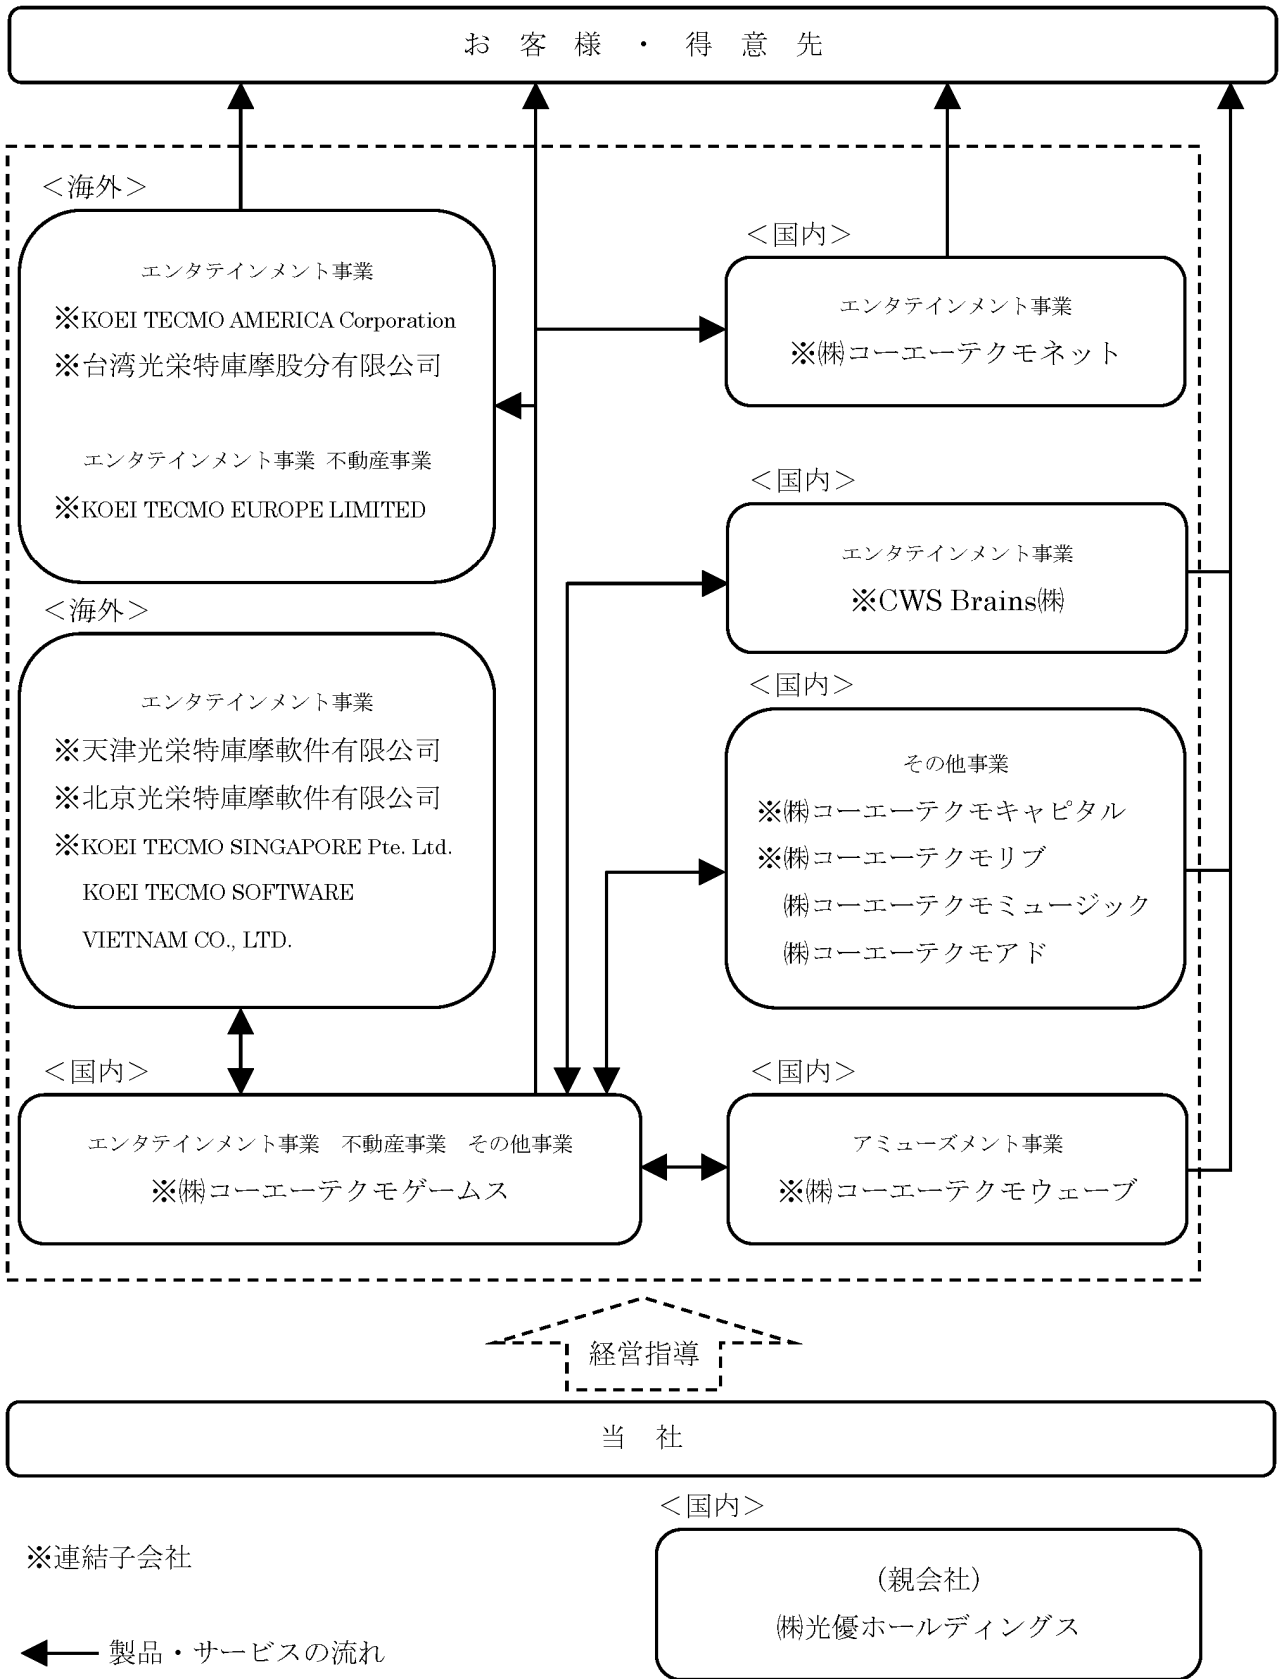 お客様・得意先
＜海外＞
エンタテインメント事業
※KOEI TECMO AMERICA Corporation
※台湾光栄特庫摩股分有限公司
エンタテインメント事業 不動産事業
※KOEI TECMO EUROPE LIMITED
＜国内＞
エンタテインメント事業
※㈱コーエーテクモネット
＜国内＞
エンタテインメント事業
※CWS Brains㈱
＜海外＞
エンタテインメント事業
※天津光栄特庫摩軟件有限公司
※北京光栄特庫摩軟件有限公司
※KOEI TECMO SINGAPORE Pte. Ltd.
KOEI TECMO SOFTWARE
VIETNAM CO., LTD.
＜国内＞
その他事業
※㈱コーエーテクモキャピタル
※㈱コーエーテクモリブ
㈱コーエーテクモミュージック
㈱コーエーテクモアド
＜国内＞
エンタテインメント事業　不動産事業　その他事業
※㈱コーエーテクモゲームス
＜国内＞
アミューズメント事業
※㈱コーエーテクモウェーブ
経営指導
当社
※連結子会社
製品・サービスの流れ
＜国内＞
（親会社）
㈱光優ホールディングス